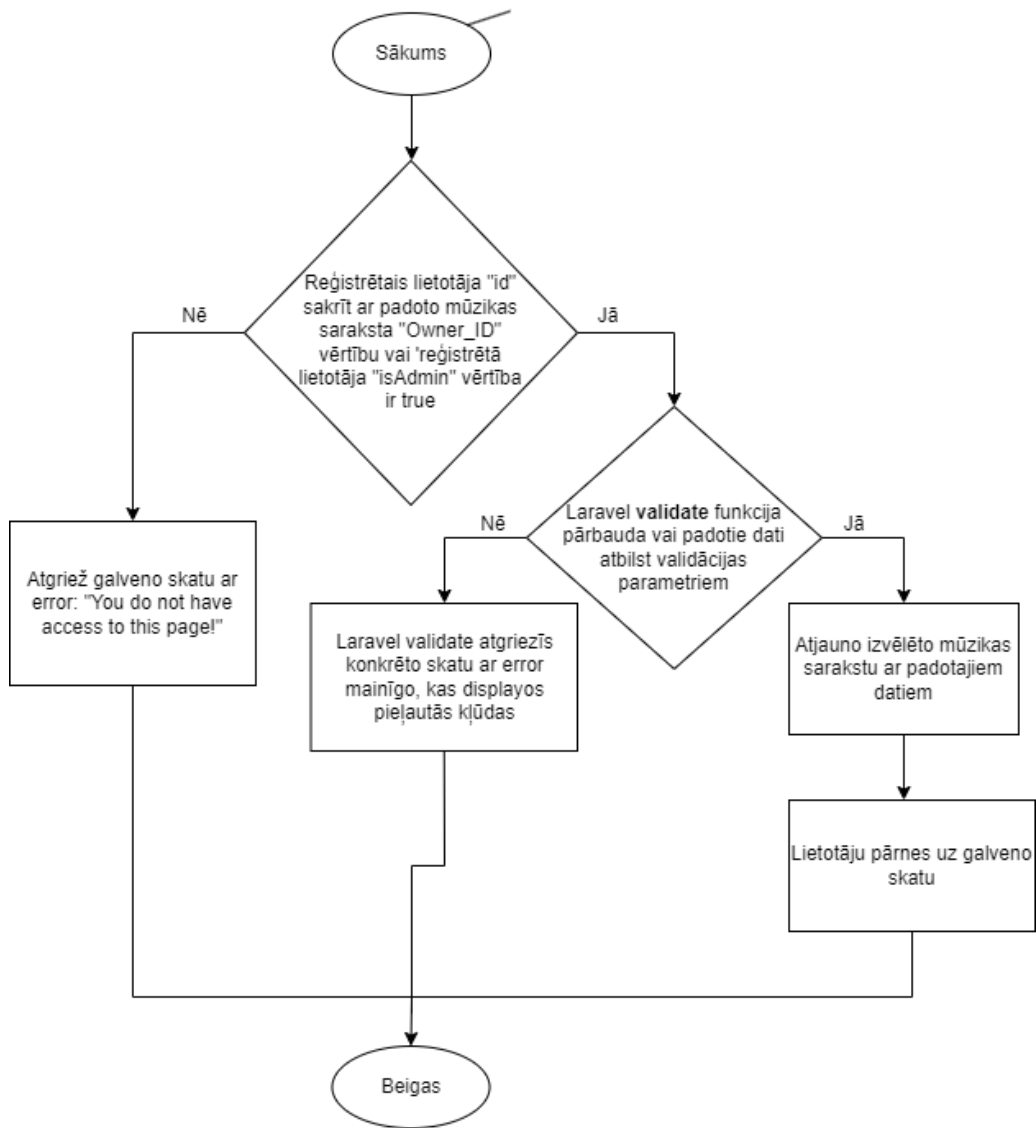 Sākums
Reģistrētais lietotāja "id"
sakrīt ar padoto mūzikas
saraksta "Owner_ID"
vērtību vai 'reģistrētā
lietotāja "isAdmin" vērtība
ir true
Nē
Jā
Laravel validate funkcija
pārbauda vai padotie dati
atbilst validācijas
parametriem
Nē
Jā
Atgriež galveno skatu ar
error: "You do not have
access to this page!"
Laravel validate atgriezīs
konkrēto skatu ar error
mainīgo, kas displayos
pieļautās kļūdas
Atjauno izvēlēto mūzikas
sarakstu ar padotajiem
datiem
Lietotāju pārnes uz galveno
skatu
Beigas